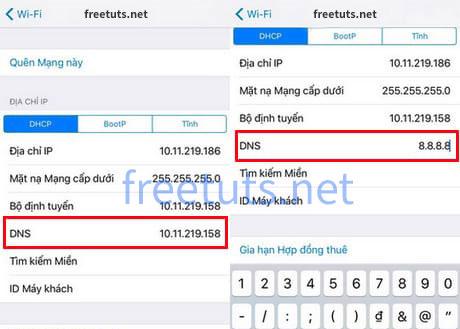 freetuts.net
Wi-Fi
Quên Mạng này
ĐỊA CHỈ IP
DHCP BootP Tĩnh
Địa chỉ IP 10.11.219.186
Mặt nạ Mạng cấp dưới 255.255.255.0
Bộ định tuyến 10.11.219.158
DNS 10.11.219.158
Tìm kiếm Miền
ID Máy khách
freetuts.net
Wi-Fi
DHCP BootP Tĩnh
Địa chỉ IP 10.11.219.186
Mặt nạ Mạng cấp dưới 255.255.255.0
Bộ định tuyến 10.11.219.158
DNS 8.8.8.8
Tìm kiếm Miền
ID Máy khách
Gia hạn Hợp đồng thuê
1 2 3 4 5 6 7 8 9 0
- / : ; ( ) ₫ & @ "
freetuts.net